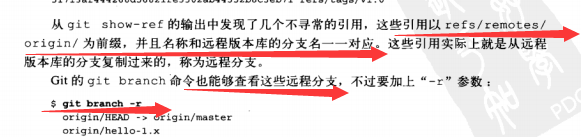 从 git show-ref 的输出中发现了几个不寻常的引用，这些引用以 refs/remotes/
origin/ 为前缀，并且名称和远程版本库的分支名一一对应。这些引用实际上就是从远程
版本库的分支复制过来的，称为远程分支。
Git 的 git branch 命令也能够查看这些远程分支，不过要加上“-r”参数：
$ git branch -r
origin/HEAD -> origin/master
origin/hello-1.x